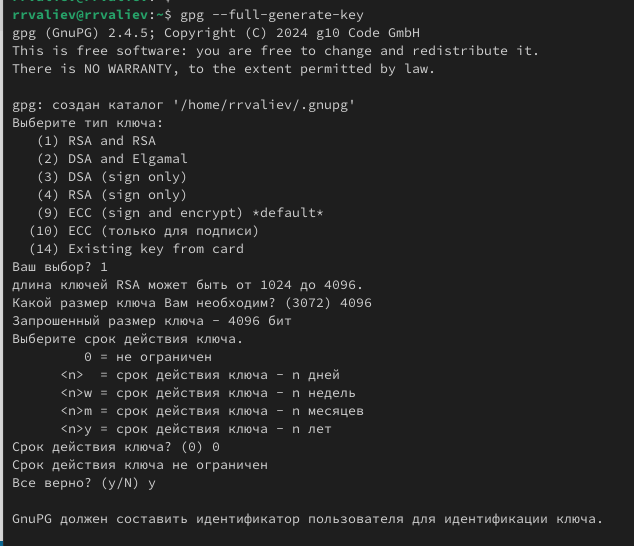 rrvaliev@rrvaliev:~$ gpg --full-generate-key
gpg (GnuPG) 2.4.5; Copyright (C) 2024 g10 Code GmbH
This is free software: you are free to change and redistribute it.
There is NO WARRANTY, to the extent permitted by law.
gpg: создан каталог '/home/rrvaliev/.gnupg'
Выберите тип ключа:
(1) RSA and RSA
(2) DSA and Elgamal
(3) DSA (sign only)
(4) RSA (sign only)
(9) ECC (sign and encrypt) *default*
(10) ECC (только для подписи)
(14) Existing key from card
Ваш выбор? 1
длина ключей RSA может быть от 1024 до 4096.
Какой размер ключа Вам необходим? (3072) 4096
Запрошенный размер ключа - 4096 бит
Выберите срок действия ключа.
0 = не ограничен
<n>  = срок действия ключа - n дней
<n>w = срок действия ключа - n недель
<n>m = срок действия ключа - n месяцев
<n>y = срок действия ключа - n лет
Срок действия ключа? (0) 0
Срок действия ключа не ограничен
Все верно? (y/N) y
GnuPG должен составить идентификатор пользователя для идентификации ключа.